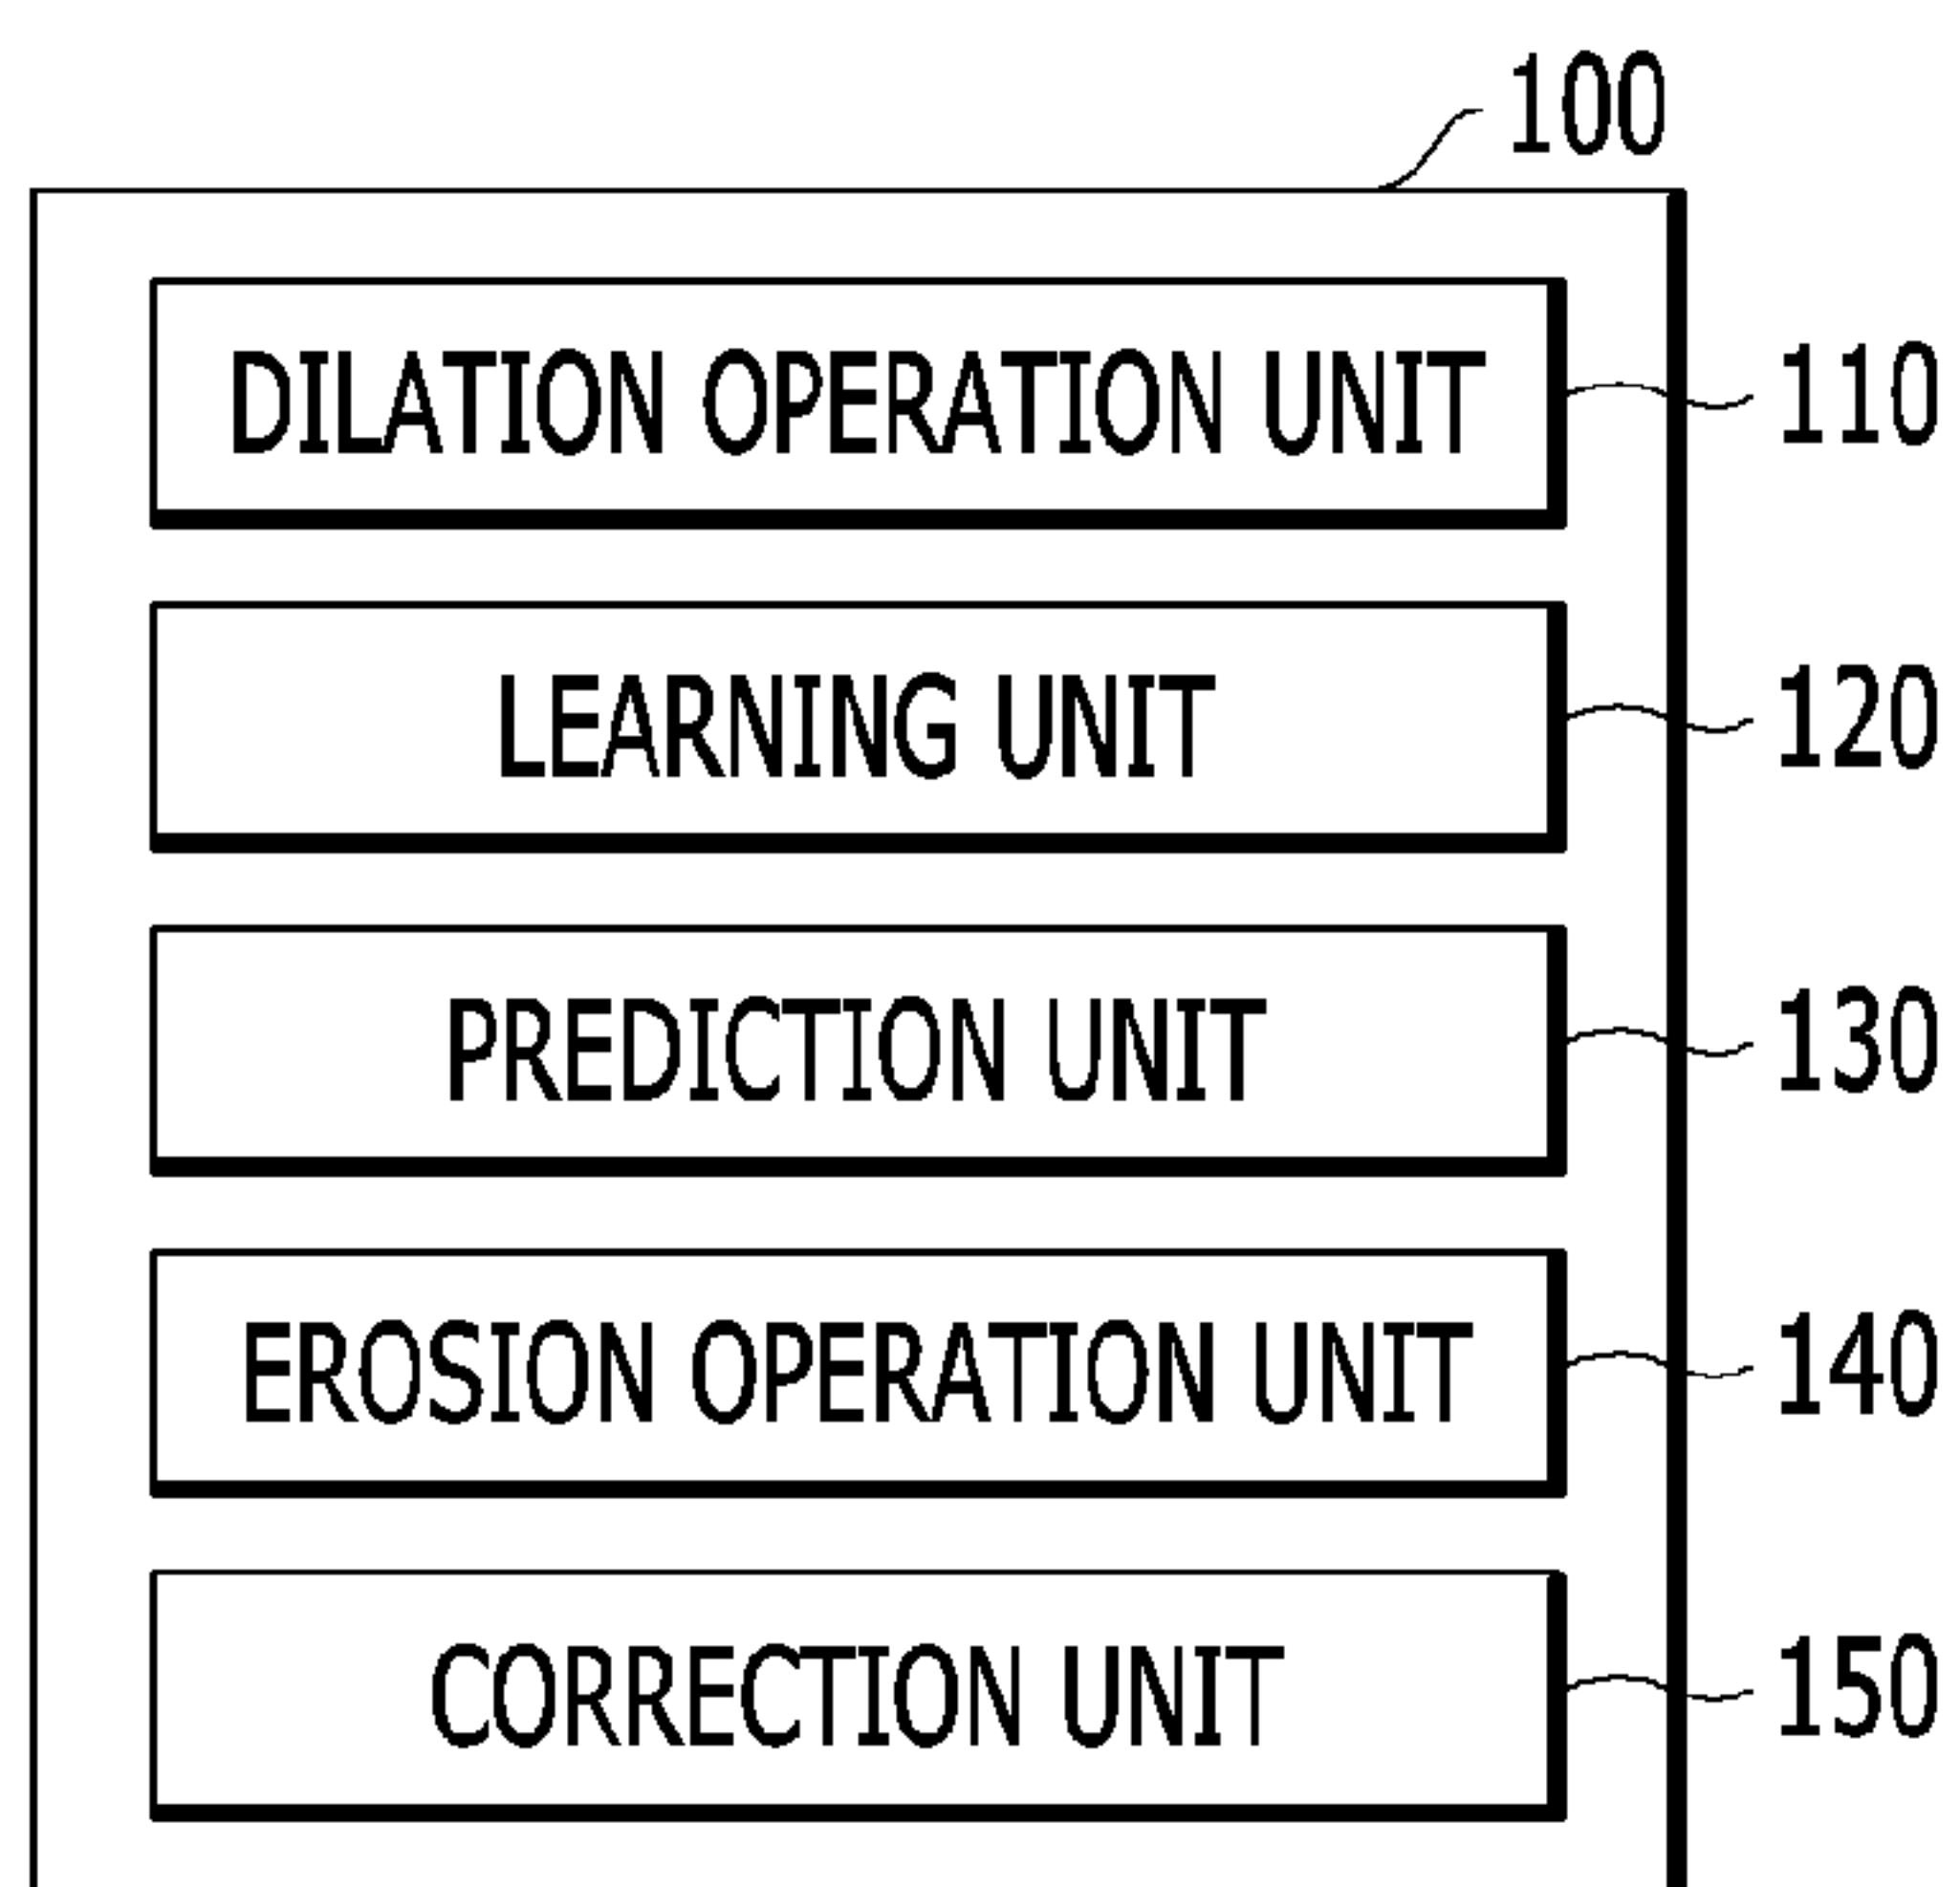 100
DILATION OPERATION UNIT 110
LEARNING UNIT 120
PREDICTION UNIT 130
EROSION OPERATION UNIT 140
CORRECTION UNIT 150